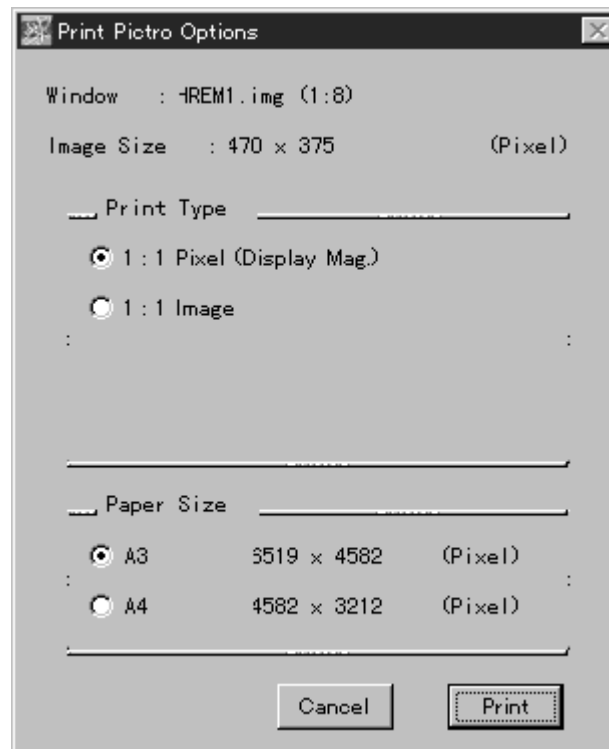 Print Pictro Options
Window : HREM1.img (1:8)
Image Size : 470 × 375 (Pixel)
Print Type
1 : 1 Pixel (Display Mag.)
1 : 1 Image
Paper Size
A3 6519 × 4582 (Pixel)
A4 4582 × 3212 (Pixel)
Cancel Print